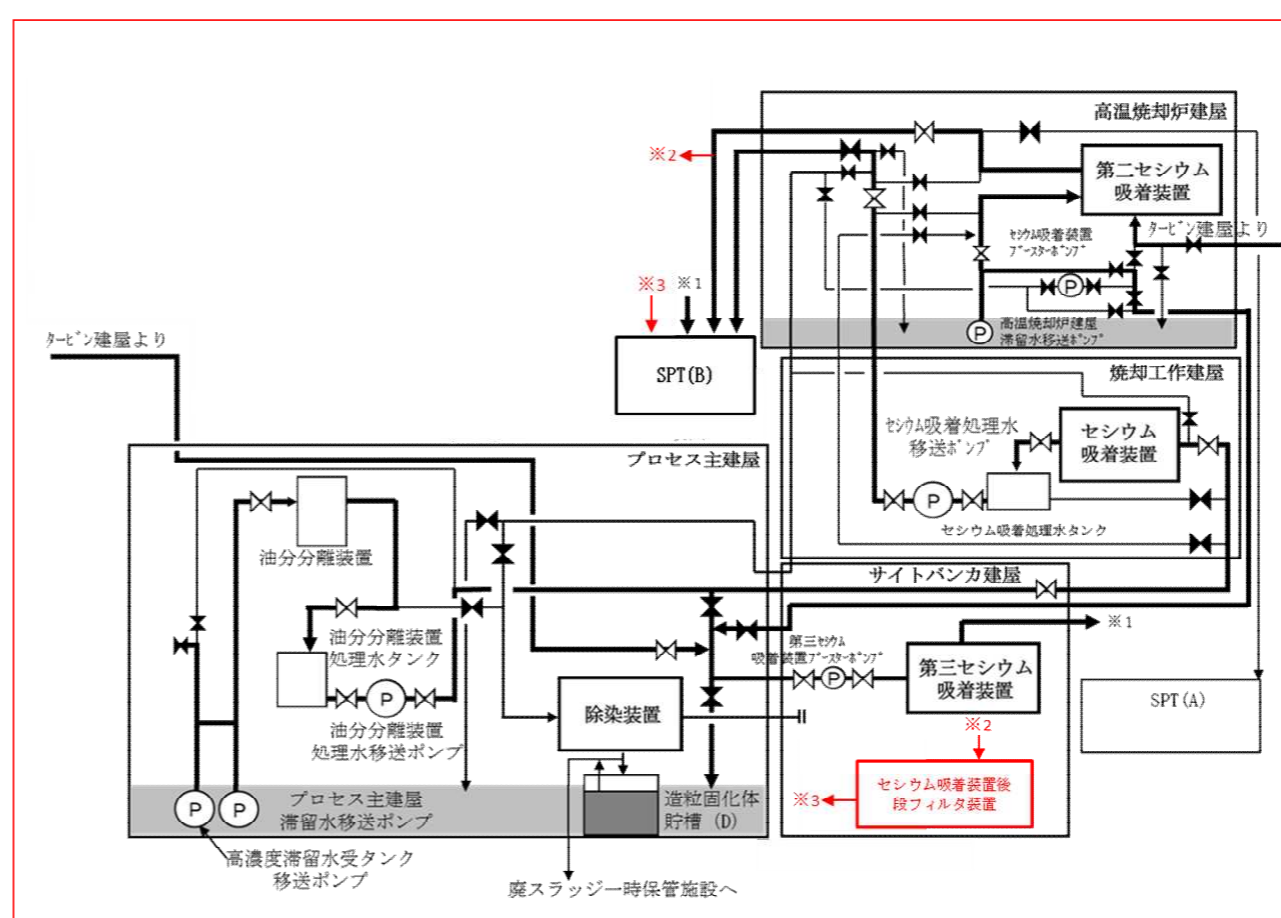 高温焼却炉建屋
※2
第二セシウム
吸着装置
ﾀｰﾋﾞﾝ建屋より
ｾｼｳﾑ吸着装置
ﾌﾞｰｽﾀｰﾎﾟﾝﾌﾟ
P
※3
※1
P
高温焼却炉建屋
滞留水移送ﾎﾟﾝﾌﾟ
ﾀｰﾋﾞﾝ建屋より
SPT(B)
焼却工作建屋
ｾｼｳﾑ吸着処理水
移送ﾎﾟﾝﾌﾟ
セシウム
吸着装置
P
セシウム吸着処理水タンク
プロセス主建屋
油分分離装置
サイトバンカ建屋
油分分離装置
処理水タンク
第三ｾｼｳﾑ
吸着装置ﾌﾞｰｽﾀｰﾎﾟﾝﾌﾟ
※1
P
第三セシウム
吸着装置
P
油分分離装置
処理水移送ポンプ
除染装置
SPT(A)
※2
セシウム吸着装置後
段フィルタ装置
※3
プロセス主建屋
滞留水移送ポンプ
P
P
造粒固化体
貯槽 (D)
高濃度滞留水受タンク
移送ポンプ
廃スラッジ一時保管施設へ